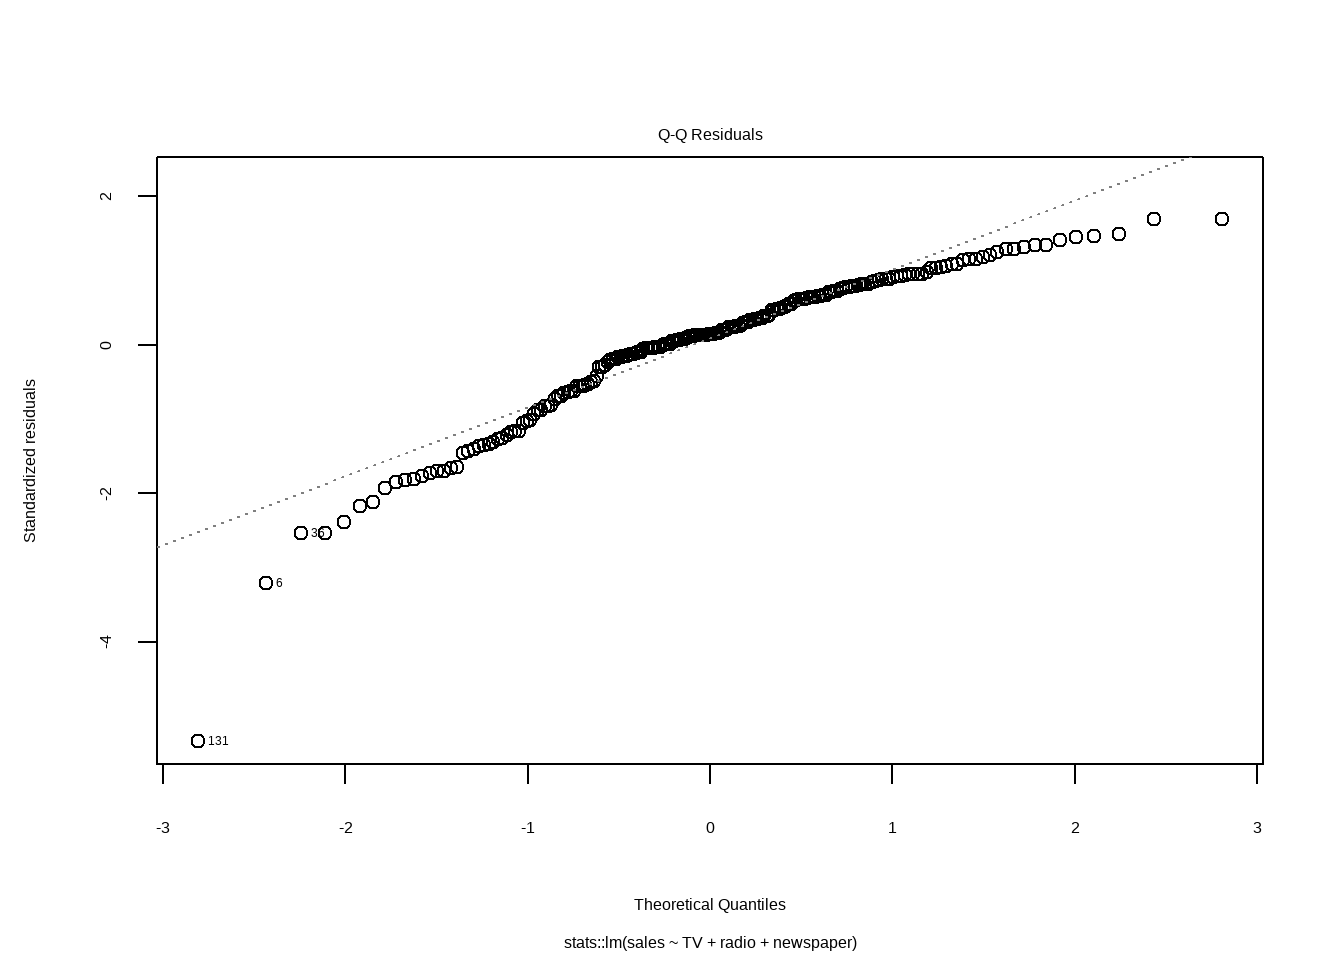 Q-Q Residuals
Standardized residuals
2
0
-2
-4
36
6
131
-3 -2 -1 0 1 2 3
Theoretical Quantiles
stats::lm(sales ~ TV + radio + newspaper)